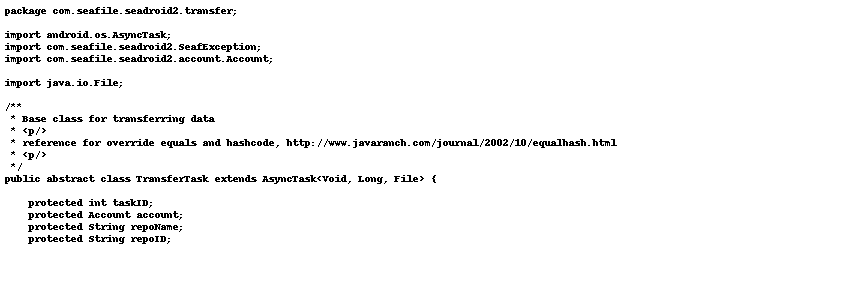 package com.seafile.seadroid2.transfer;

import android.os.AsyncTask;
import com.seafile.seadroid2.SeafException;
import com.seafile.seadroid2.account.Account;

import java.io.File;

/**
 * Base class for transferring data
 * <p/>
 * reference for override equals and hashcode, http://www.javaranch.com/journal/2002/10/equalhash.html
 * <p/>
 */
public abstract class TransferTask extends AsyncTask<Void, Long, File> {

    protected int taskID;
    protected Account account;
    protected String repoName;
    protected String repoID;